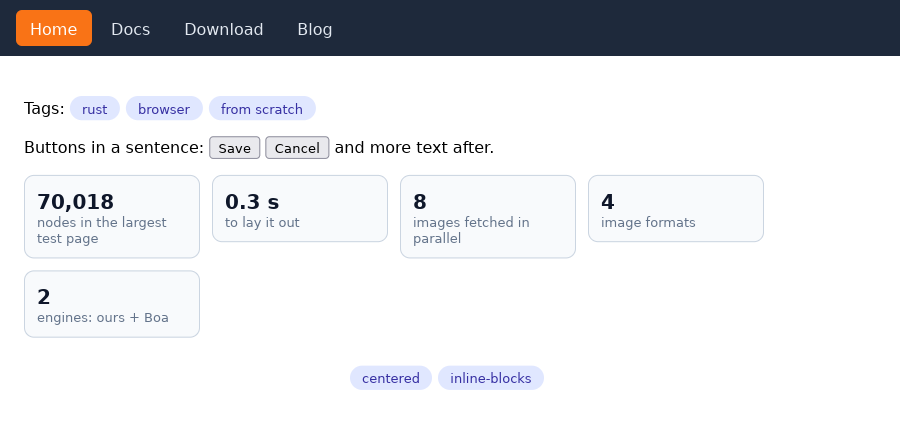 Home Docs Download Blog
Tags: rust browser from scratch
Buttons in a sentence: Save Cancel and more text after.
70,018
nodes in the largest
test page
0.3 s
to lay it out
8
images fetched in
parallel
4
image formats
2
engines: ours + Boa
centered inline-blocks